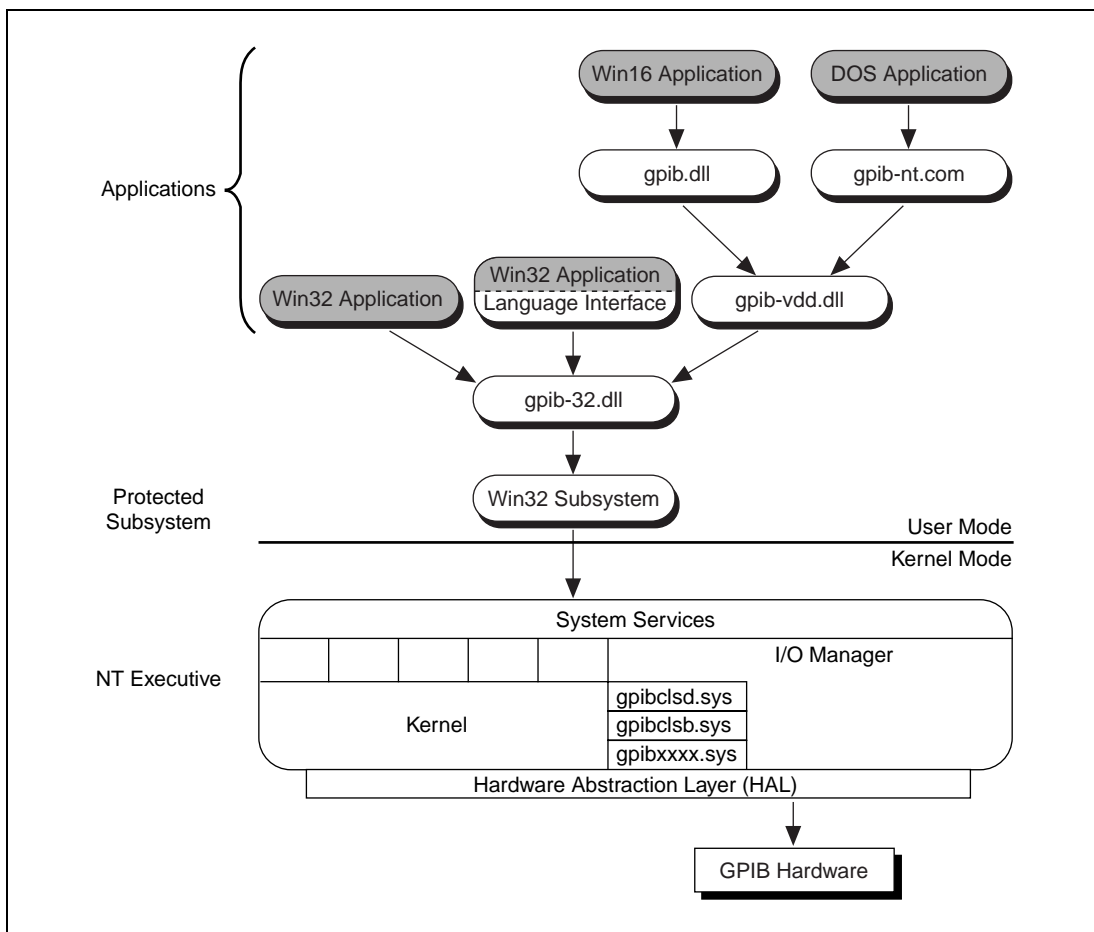 Win16 Application
DOS Application
Applications
gpib.dll
gpib-nt.com
Win32 Application
Win32 Application
Language Interface
gpib-vdd.dll
gpib-32.dll
Protected
Subsystem
Win32 Subsystem
User Mode
Kernel Mode
System Services
I/O Manager
NT Executive
Kernel
gpibclsd.sys
gpibclsb.sys
gpibxxxx.sys
Hardware Abstraction Layer (HAL)
GPIB Hardware